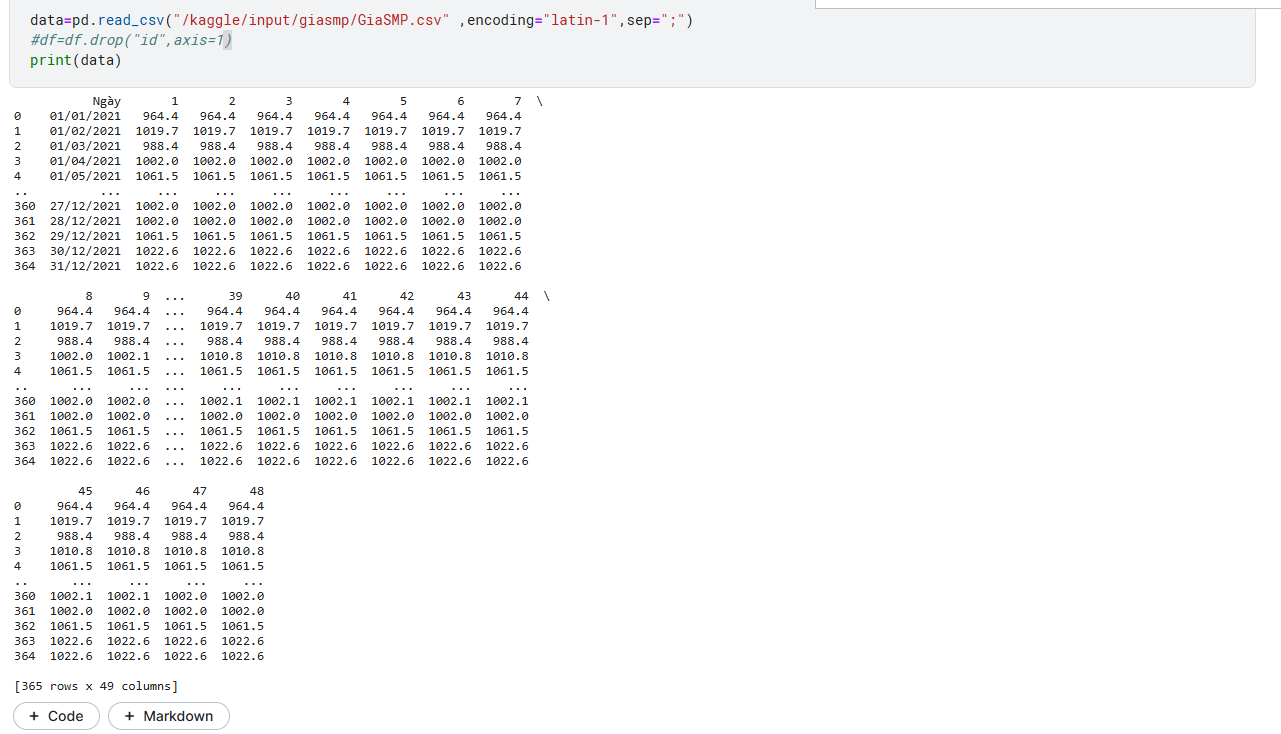 data=pd.read_csv("/kaggle/input/giasmp/GiaSMP.csv" ,encoding="latin-1",sep=";")
#df=df.drop("id",axis=1)
print(data)
Ngày 1 2 3 4 5 6 7 \
0 01/01/2021 964.4 964.4 964.4 964.4 964.4 964.4 964.4
1 01/02/2021 1019.7 1019.7 1019.7 1019.7 1019.7 1019.7 1019.7
2 01/03/2021 988.4 988.4 988.4 988.4 988.4 988.4 988.4
3 01/04/2021 1002.0 1002.0 1002.0 1002.0 1002.0 1002.0 1002.0
4 01/05/2021 1061.5 1061.5 1061.5 1061.5 1061.5 1061.5 1061.5
.. ... ... ... ... ... ... ... ...
360 27/12/2021 1002.0 1002.0 1002.0 1002.0 1002.0 1002.0 1002.0
361 28/12/2021 1002.0 1002.0 1002.0 1002.0 1002.0 1002.0 1002.0
362 29/12/2021 1061.5 1061.5 1061.5 1061.5 1061.5 1061.5 1061.5
363 30/12/2021 1022.6 1022.6 1022.6 1022.6 1022.6 1022.6 1022.6
364 31/12/2021 1022.6 1022.6 1022.6 1022.6 1022.6 1022.6 1022.6
8 9 ... 39 40 41 42 43 44 \
0 964.4 964.4 ... 964.4 964.4 964.4 964.4 964.4 964.4
1 1019.7 1019.7 ... 1019.7 1019.7 1019.7 1019.7 1019.7 1019.7
2 988.4 988.4 ... 988.4 988.4 988.4 988.4 988.4 988.4
3 1002.0 1002.1 ... 1010.8 1010.8 1010.8 1010.8 1010.8 1010.8
4 1061.5 1061.5 ... 1061.5 1061.5 1061.5 1061.5 1061.5 1061.5
.. ... ... ... ... ... ... ... ... ...
360 1002.0 1002.0 ... 1002.1 1002.1 1002.1 1002.1 1002.1 1002.1
361 1002.0 1002.0 ... 1002.0 1002.0 1002.0 1002.0 1002.0 1002.0
362 1061.5 1061.5 ... 1061.5 1061.5 1061.5 1061.5 1061.5 1061.5
363 1022.6 1022.6 ... 1022.6 1022.6 1022.6 1022.6 1022.6 1022.6
364 1022.6 1022.6 ... 1022.6 1022.6 1022.6 1022.6 1022.6 1022.6
45 46 47 48
0 964.4 964.4 964.4 964.4
1 1019.7 1019.7 1019.7 1019.7
2 988.4 988.4 988.4 988.4
3 1010.8 1010.8 1010.8 1010.8
4 1061.5 1061.5 1061.5 1061.5
.. ... ... ... ...
360 1002.1 1002.1 1002.0 1002.0
361 1002.0 1002.0 1002.0 1002.0
362 1061.5 1061.5 1061.5 1061.5
363 1022.6 1022.6 1022.6 1022.6
364 1022.6 1022.6 1022.6 1022.6
[365 rows x 49 columns]
+ Code + Markdown